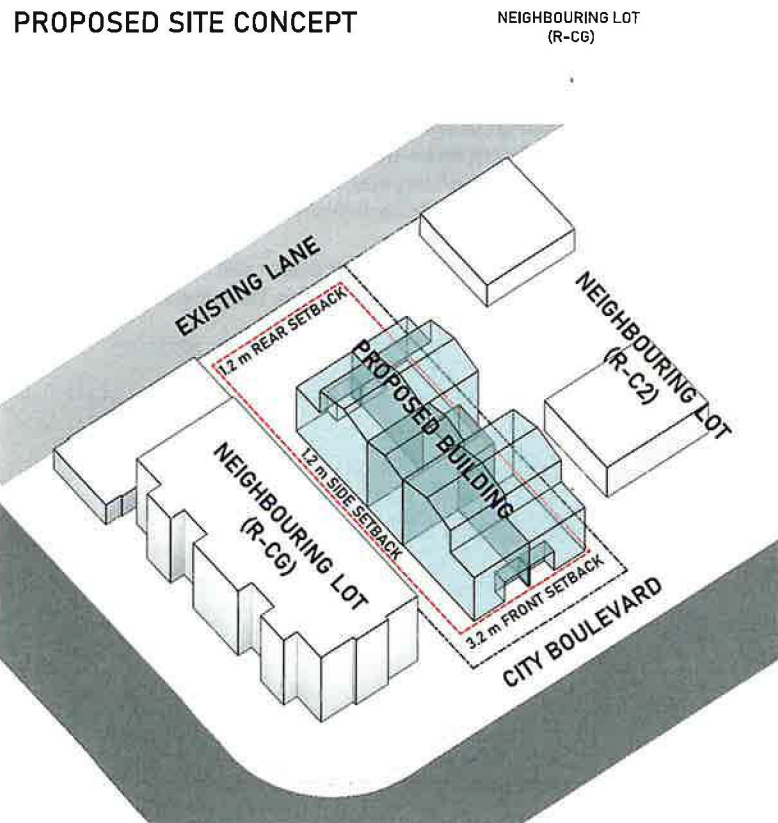 PROPOSED SITE CONCEPT
NEIGHBOURING LOT
(R-CG)
EXISTING LANE
1.2 m REAR SETBACK
PROPOSED BUILDING
NEIGHBOURING LOT
(R-C2)
1.2 m SIDE SETBACK
NEIGHBOURING LOT
(R-CG)
3.2 m FRONT SETBACK
CITY BOULEVARD